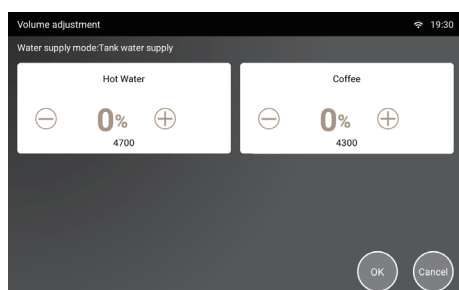 Volume adjustment 19:30
Water supply mode:Tank water supply
Hot Water
0%
4700
Coffee
0%
4300
OK
Cancel